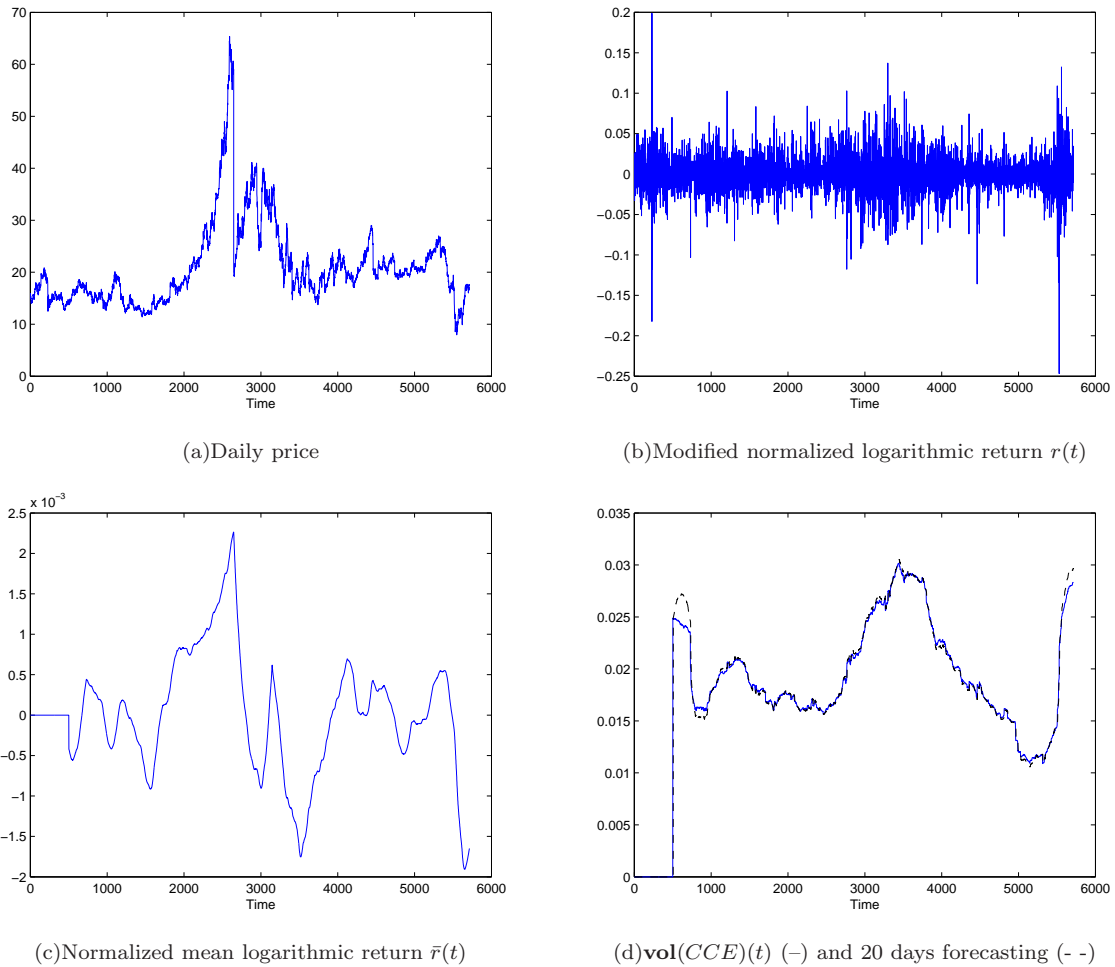 70
60
50
40
30
20
10
0
0 1000 2000 3000 4000 5000 6000
Time
(a)Daily price
0.2
0.15
0.1
0.05
0
−0.05
−0.1
−0.15
−0.2
−0.25
0 1000 2000 3000 4000 5000 6000
Time
(b)Modified normalized logarithmic return r(t)
x 10⁻³
2.5
2
1.5
1
0.5
0
−0.5
−1
−1.5
−2
0 1000 2000 3000 4000 5000 6000
Time
(c)Normalized mean logarithmic return r̄(t)
0.035
0.03
0.025
0.02
0.015
0.01
0.005
0
0 1000 2000 3000 4000 5000 6000
Time
(d)vol(CCE)(t) (–) and 20 days forecasting (- -)